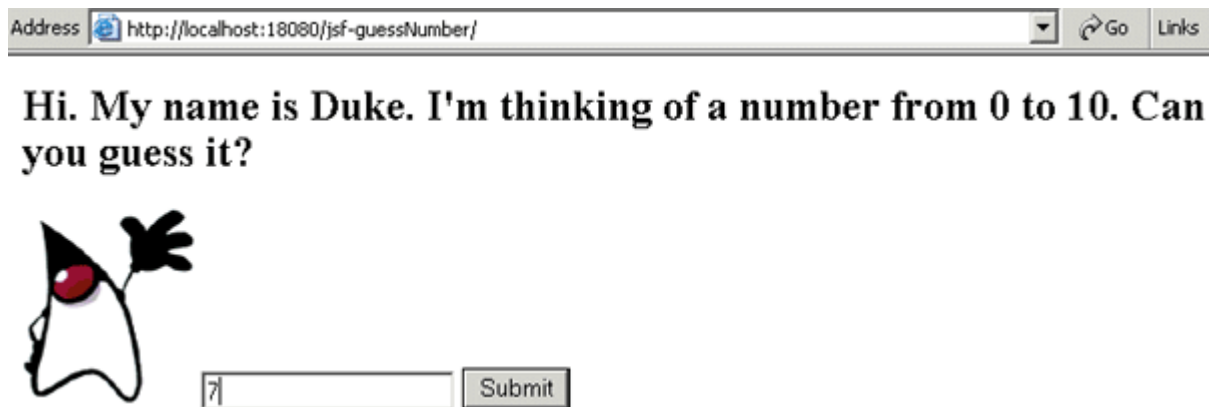 Address http://localhost:18080/jsf-guessNumber/ Go Links
Hi. My name is Duke. I'm thinking of a number from 0 to 10. Can
you guess it?
7 Submit